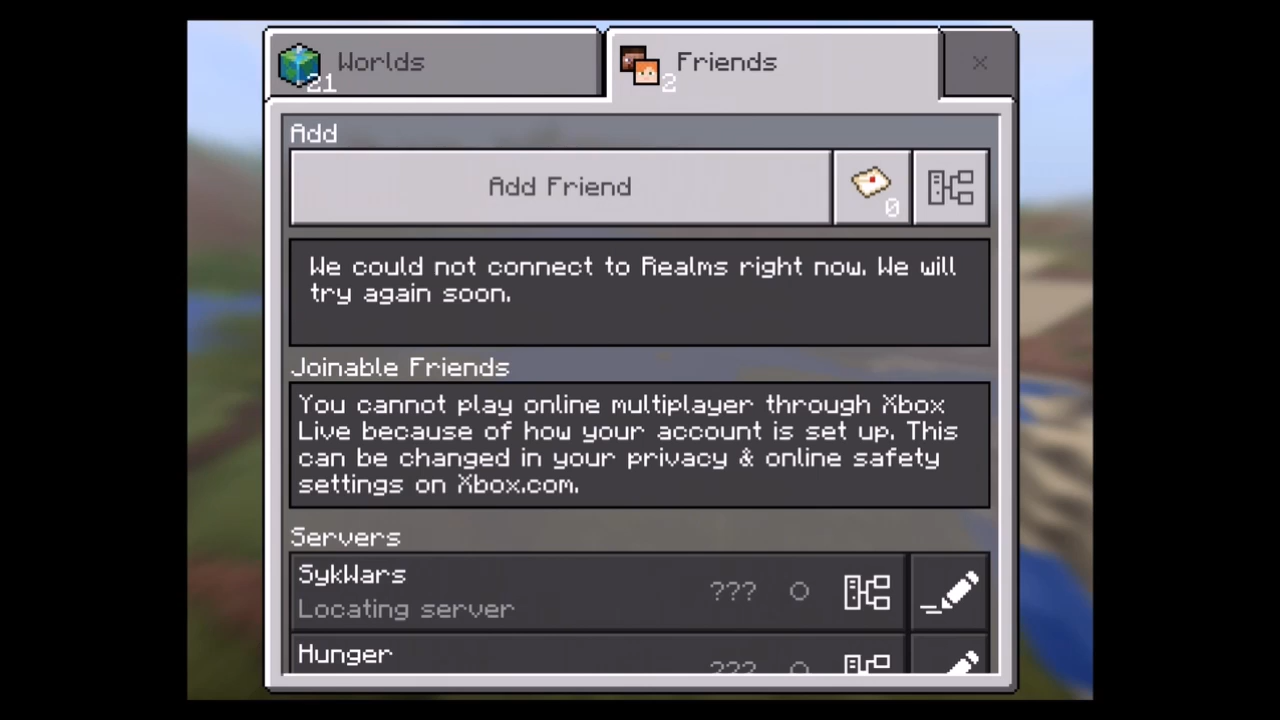 Worlds
21
Friends
2
×
Add
Add Friend
0
We could not connect to Realms right now. We will
try again soon.
Joinable Friends
You cannot play online multiplayer through Xbox
Live because of how your account is set up. This
can be changed in your privacy & online safety
settings on Xbox.com.
Servers
SykWars
???
Locating server
Hunger
???